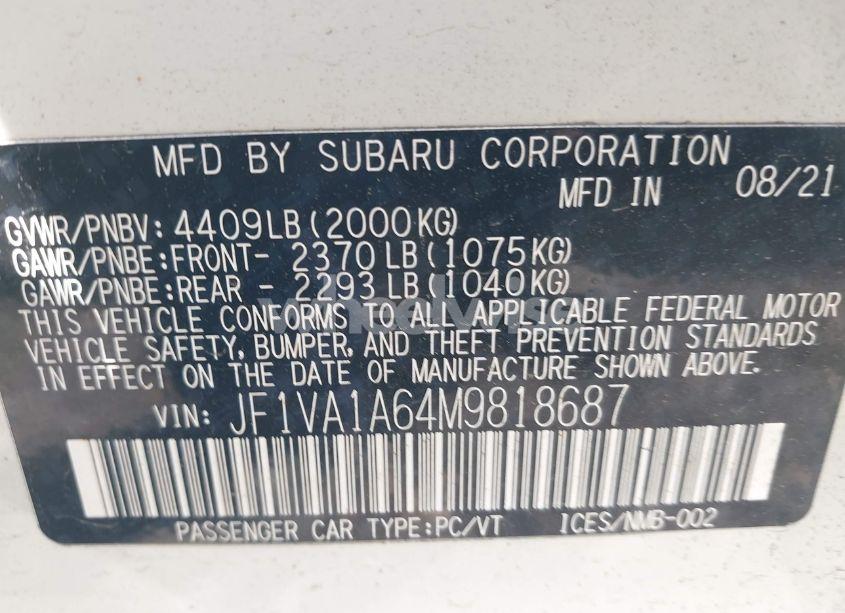 MFD BY SUBARU CORPORATION
MFD IN 08/21
GVWR/PNBV: 4409LB(2000KG)
GAWR/PNBE:FRONT- 2370LB(1075KG)
GAWR/PNBE:REAR - 2293LB(1040KG)
THIS VEHICLE CONFORMS TO ALL APPLICABLE FEDERAL MOTOR
VEHICLE SAFETY, BUMPER, AND THEFT PREVENTION STANDARDS
IN EFFECT ON THE DATE OF MANUFACTURE SHOWN ABOVE.
VIN: JF1VA1A64M9818687
PASSENGER CAR TYPE:PC/VT ICES/NMB-002